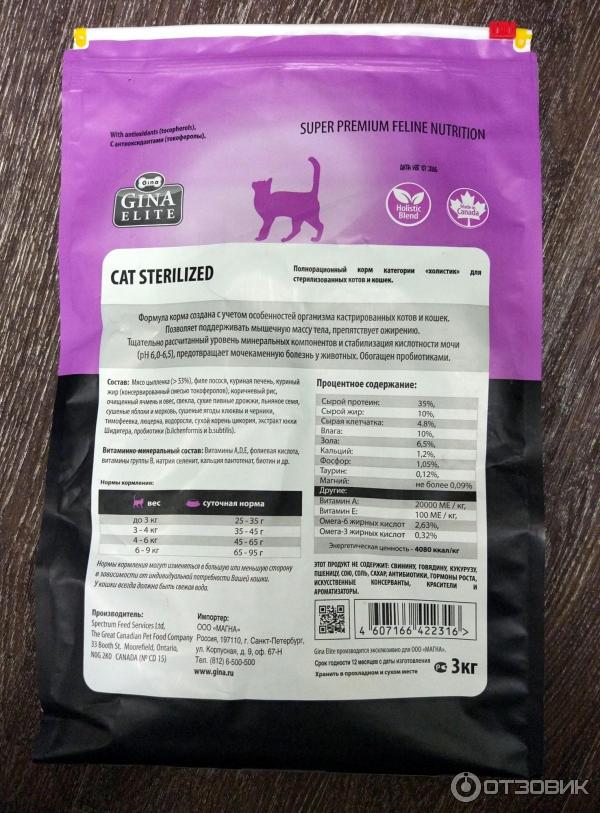 With antioxidants (tocopherols),
С антиоксидантами (токоферолы),
SUPER PREMIUM FELINE NUTRITION
Gina
GINA
ELITE
Holistic
Blend
Made in
Canada
CAT STERILIZED
Полнорационный корм категории «холистик» для
стерилизованных котов и кошек.
Формула корма создана с учетом особенностей организма кастрированных котов и кошек.
Позволяет поддерживать мышечную массу тела, препятствует ожирению.
Тщательно рассчитанный уровень минеральных компонентов и стабилизация кислотности мочи
(pH 6,0-6,5), предотвращает мочекаменную болезнь у животных. Обогащен пробиотиками.
Состав: Мясо цыпленка (> 53%), филе лосося, куриная печень, куриный
жир (консервированный смесью токоферолов), коричневый рис,
очищенный ячмень и овес, свекла, сухие пивные дрожжи, льняное семя,
сушеные яблоки и морковь, сушеные ягоды клюквы и черники,
тимофеевка, люцерна, водоросли, сухой корень цикория, экстракт юкки
Шидигера, пробиотики (b.lichenformis и b.subtilis).
Витаминно-минеральный состав: Витамины A,D,E, фолиевая кислота,
витамины группы B, натрия селенит, кальция пантотенат, биотин и др.
Нормы кормления:
вес суточная норма
до 3 кг 25 - 35 г
3 - 4 кг 35 - 45 г
4 - 6 кг 45 - 65 г
6 - 9 кг 65 - 95 г
Нормы кормления могут изменяться в большую или меньшую сторону
в зависимости от индивидуальной потребности Вашей кошки.
У кошки всегда должна быть свежая вода.
Процентное содержание:
Сырой протеин: 35%,
Сырой жир: 10%,
Сырая клетчатка: 4,8%,
Влага: 10%,
Зола: 6,5%,
Кальций: 1,2%,
Фосфор: 1,05%,
Таурин: 0,12%,
Магний: не более 0,09%
Другие:
Витамин А: 20000 МЕ / кг,
Витамин Е: 100 МЕ / кг,
Омега-6 жирных кислот 2,63%,
Омега-3 жирных кислот 0,32%
Энергетическая ценность - 4080 ккал/кг
ЭТОТ ПРОДУКТ НЕ СОДЕРЖИТ: СВИНИНУ, ГОВЯДИНУ, КУКУРУЗУ,
ПШЕНИЦУ, СОЮ, СОЛЬ, САХАР, АНТИБИОТИКИ, ГОРМОНЫ РОСТА,
ИСКУССТВЕННЫЕ КОНСЕРВАНТЫ, КРАСИТЕЛИ И
АРОМАТИЗАТОРЫ.
Производитель:
Spectrum Feed Services Ltd,
The Great Canadian Pet Food Company
33 Booth St. Moorefield, Ontario,
N0G 2K0 CANADA (№ CD 15)
Импортер:
ООО «МАГНА»
Россия, 197110, г. Санкт-Петербург,
ул. Корпусная, д. 9, оф. 67-Н
Тел. (812) 6-500-500
www.gina.ru
4 607166 422316 >
Gina Elite производится эксклюзивно для ООО «МАГНА».
Срок годности 12 месяцев с даты изготовления
Хранить в прохладном и сухом месте
3кг
ОТЗОВИК